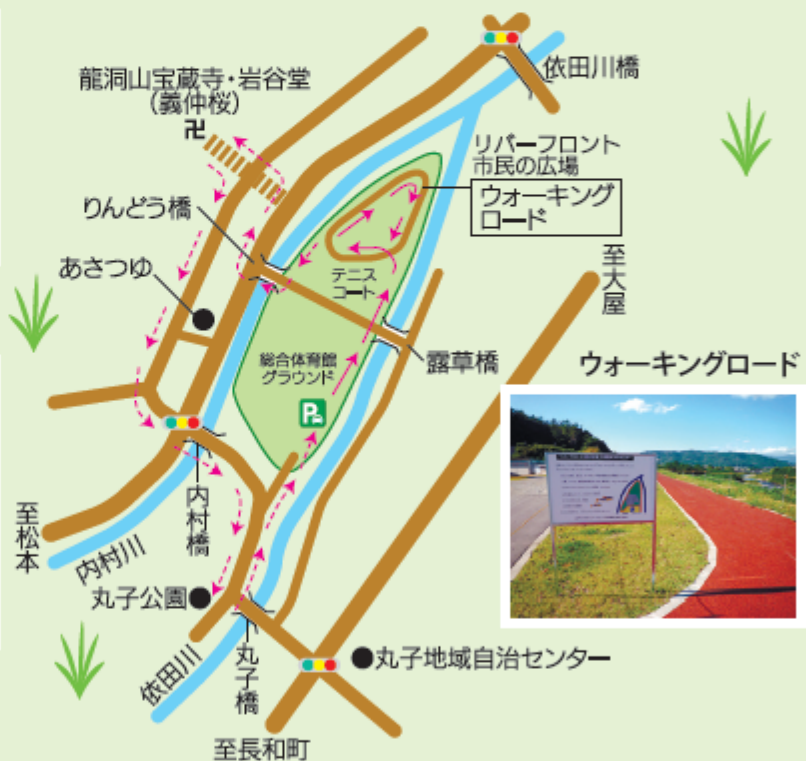 依田川橋
龍洞山宝蔵寺・岩谷堂
（義仲桜）
卍
リバーフロント
市民の広場
ウォーキング
ロード
りんどう橋
あさつゆ
テニス
コート
至大屋
総合体育館
グラウンド
露草橋
ウォーキングロード
P
内村橋
至松本
内村川
丸子公園
丸子橋
丸子地域自治センター
依田川
至長和町